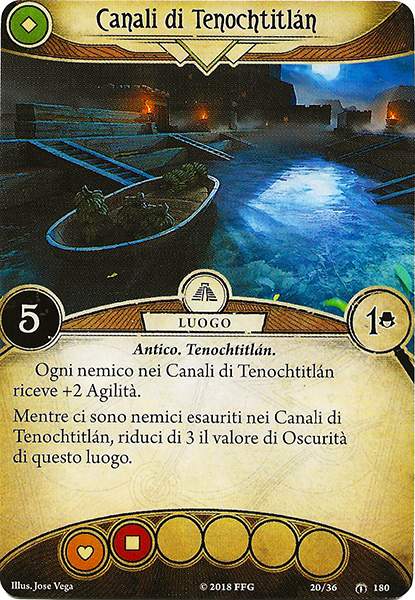 Canali di Tenochtitlán
5
LUOGO
1
Antico. Tenochtitlán.
Ogni nemico nei Canali di Tenochtitlán
riceve +2 Agilità.
Mentre ci sono nemici esauriti nei Canali di
Tenochtitlán, riduci di 3 il valore di Oscurità
di questo luogo.
Illus. Jose Vega © 2018 FFG 20/36 180